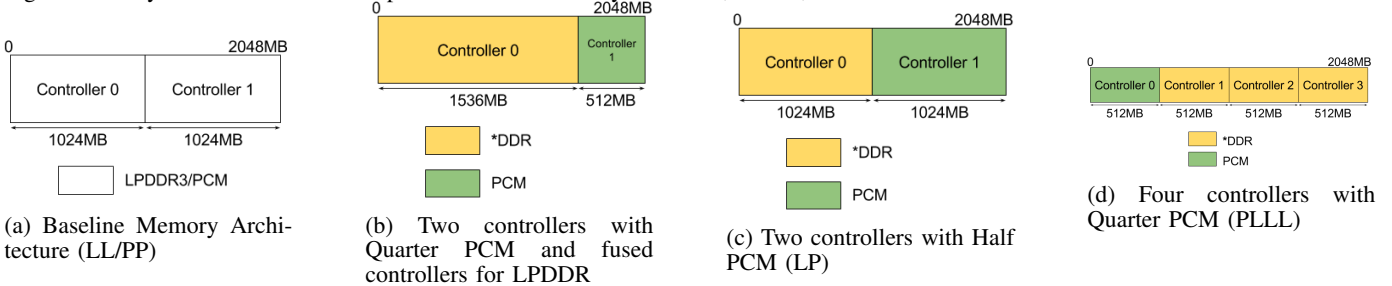 0
2048MB
Controller 0
Controller 1
1024MB
1024MB
LPDDR3/PCM
(a) Baseline Memory Archi-
tecture (LL/PP)
0
2048MB
Controller 0
Controller
1
1536MB
512MB
*DDR
PCM
(b) Two controllers with
Quarter PCM and fused
controllers for LPDDR
0
2048MB
Controller 0
Controller 1
1024MB
1024MB
*DDR
PCM
(c) Two controllers with Half
PCM (LP)
0
2048MB
Controller 0
Controller 1
Controller 2
Controller 3
512MB
512MB
512MB
512MB
*DDR
PCM
(d) Four controllers with
Quarter PCM (PLLL)